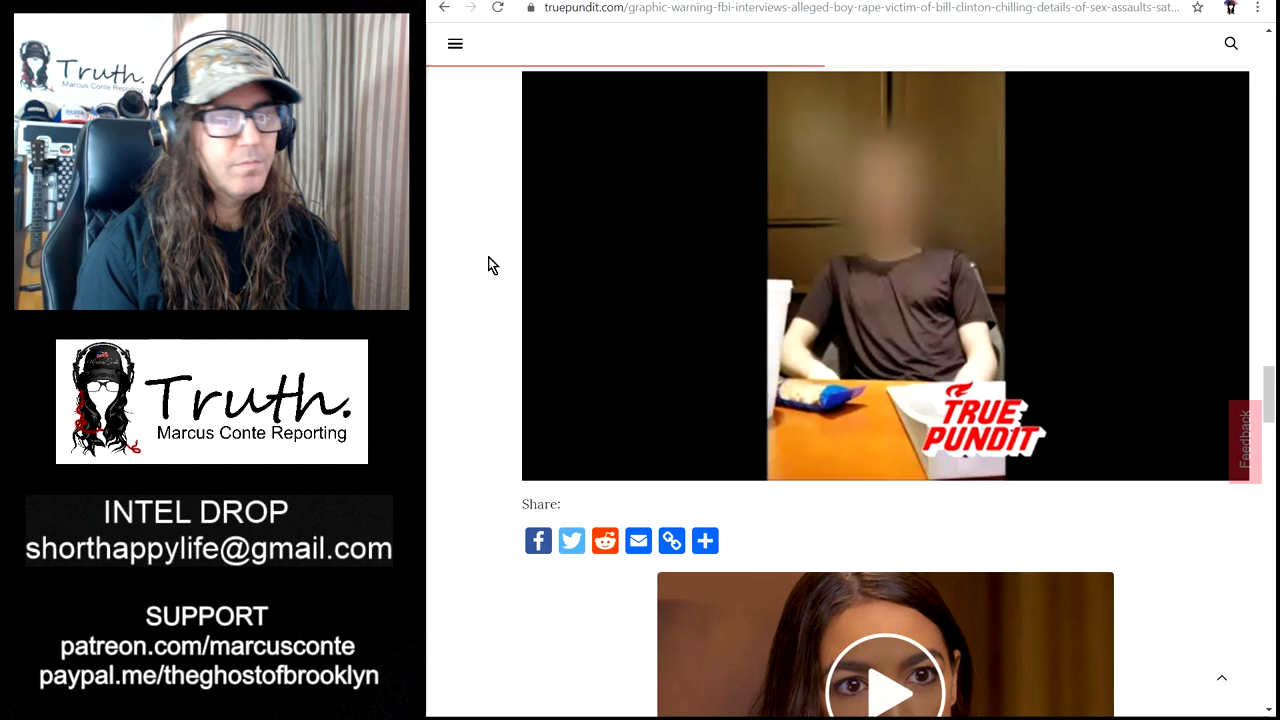 Truth.
Marcus Conte Reporting
Truth.
Marcus Conte Reporting
INTEL DROP
shorthappylife@gmail.com
SUPPORT
patreon.com/marcusconte
paypal.me/theghostofbrooklyn
truepundit.com/graphic-warning-fbi-interviews-alleged-boy-rape-victim-of-bill-clinton-chilling-details-of-sex-assaults-sat...
TRUE
PUNDIT
Feedback
Share: